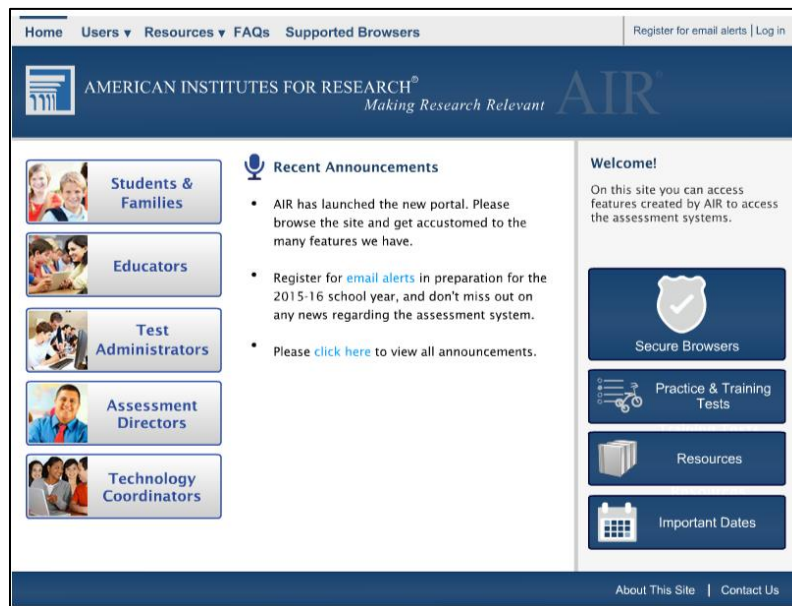 Home Users ▾ Resources ▾ FAQs Supported Browsers
Register for email alerts | Log in
AMERICAN INSTITUTES FOR RESEARCH®
Making Research Relevant
AIR®
Students &
Families
Educators
Test
Administrators
Assessment
Directors
Technology
Coordinators
Recent Announcements
• AIR has launched the new portal. Please
browse the site and get accustomed to the
many features we have.
• Register for email alerts in preparation for the
2015-16 school year, and don't miss out on
any news regarding the assessment system.
• Please click here to view all announcements.
Welcome!
On this site you can access
features created by AIR to access
the assessment systems.
Secure Browsers
Practice & Training
Tests
Resources
Important Dates
About This Site | Contact Us